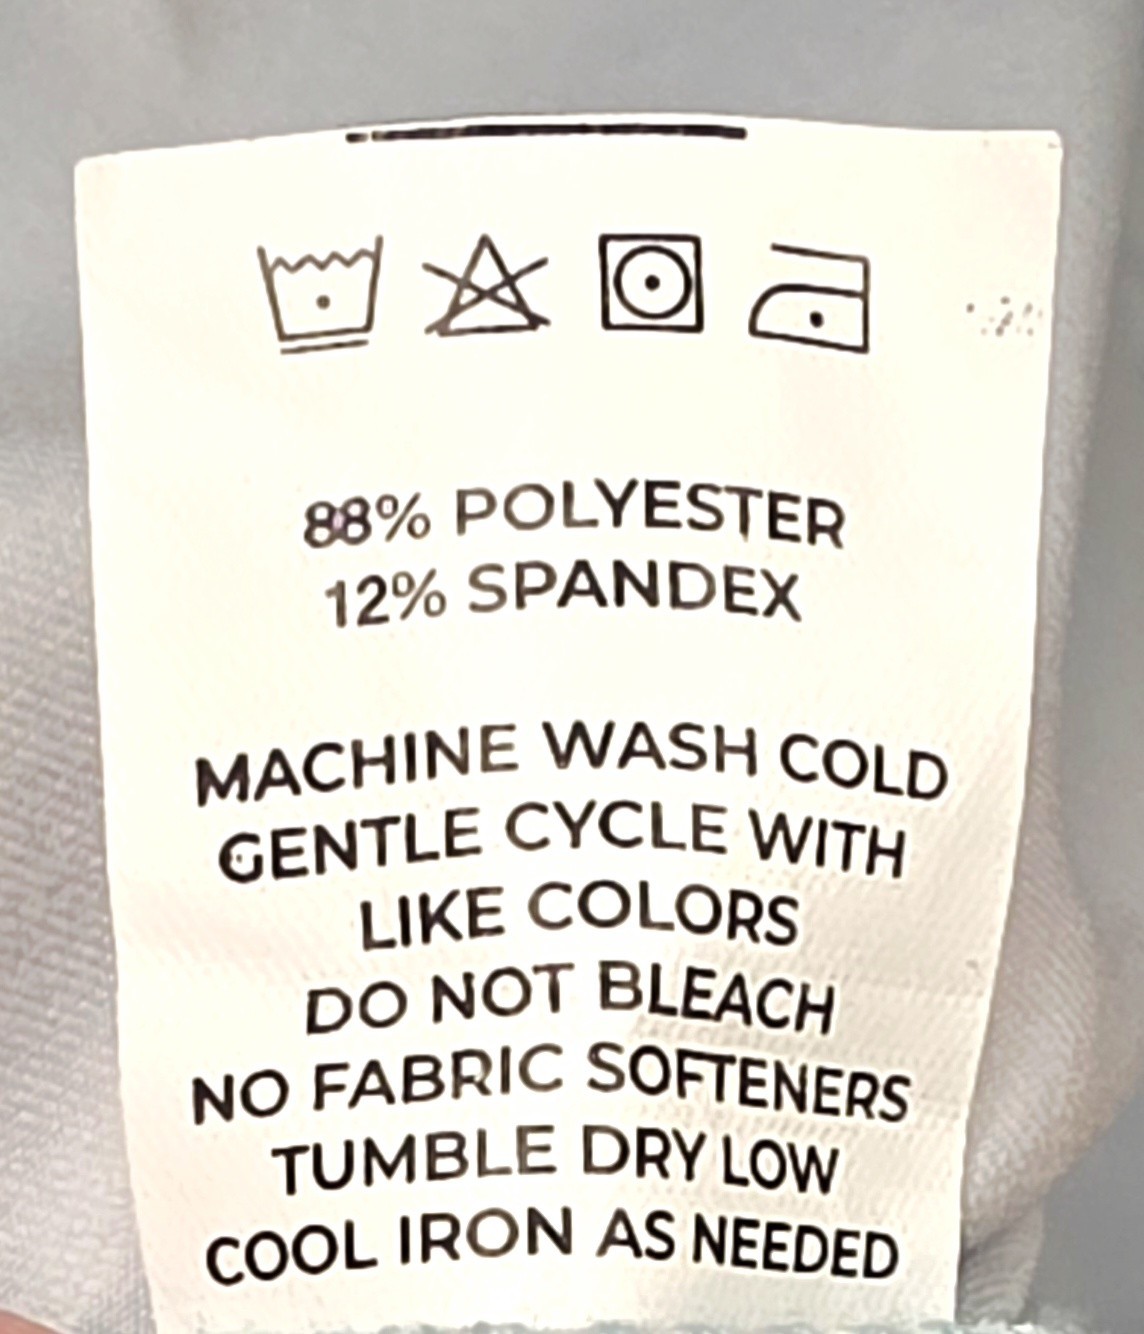 88% POLYESTER
12% SPANDEX
MACHINE WASH COLD
GENTLE CYCLE WITH
LIKE COLORS
DO NOT BLEACH
NO FABRIC SOFTENERS
TUMBLE DRY LOW
COOL IRON AS NEEDED